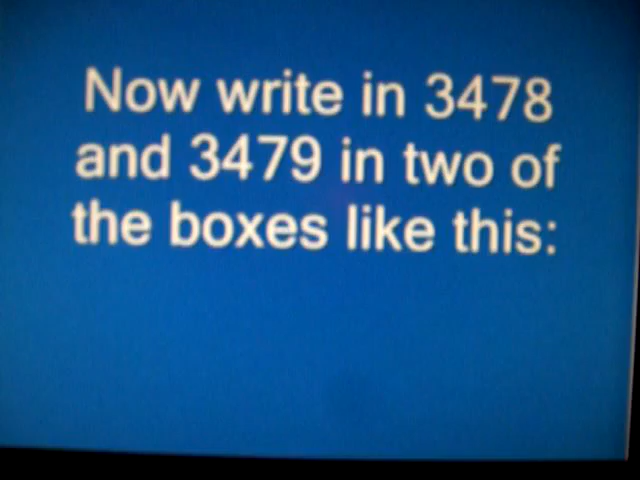 Now write in 3478
and 3479 in two of
the boxes like this: